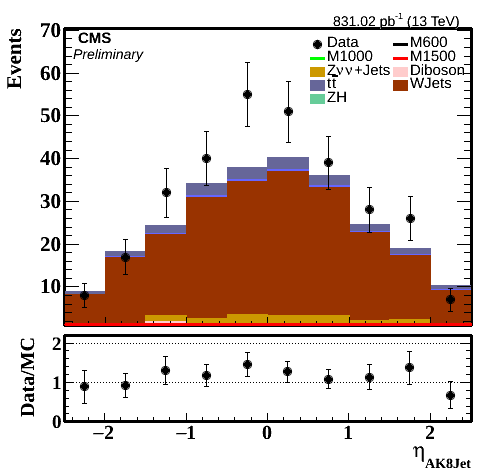 831.02 pb⁻¹ (13 TeV)
CMS
Preliminary
Events
70
60
50
40
30
20
10
Data
M600
M1000
M1500
Zνν+Jets
Diboson
tt̄
WJets
ZH
Data/MC
2
1
0
−2 −1 0 1 2
η_AK8Jet